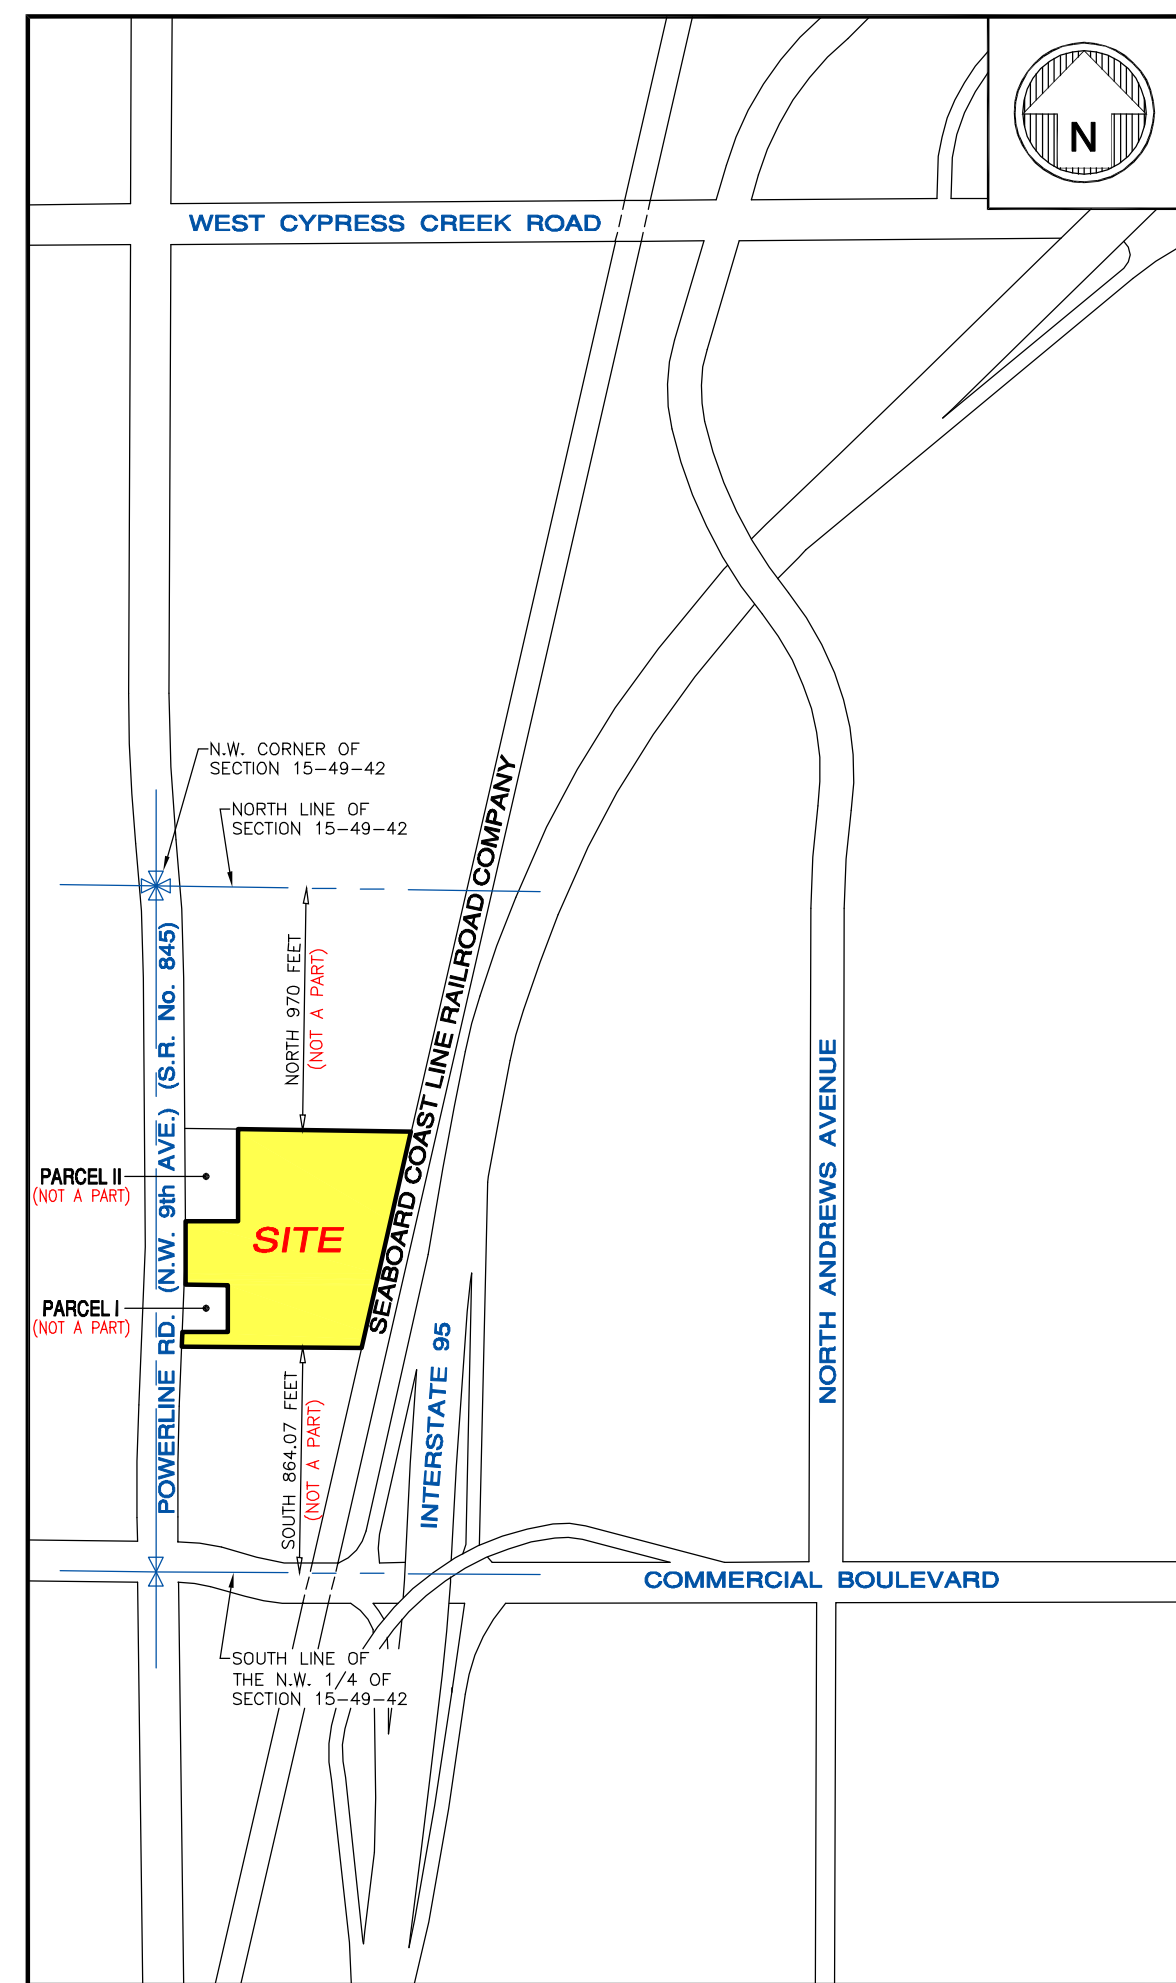 N
WEST CYPRESS CREEK ROAD
N.W. CORNER OF
SECTION 15-49-42
NORTH LINE OF
SECTION 15-49-42
SEABOARD COAST LINE RAILROAD COMPANY
POWERLINE RD. (N.W. 9th AVE.) (S.R. No. 845)
NORTH 970 FEET
(NOT A PART)
NORTH ANDREWS AVENUE
PARCEL II
(NOT A PART)
SITE
PARCEL I
(NOT A PART)
INTERSTATE 95
SOUTH 864.07 FEET
(NOT A PART)
COMMERCIAL BOULEVARD
SOUTH LINE OF
THE N.W. 1/4 OF
SECTION 15-49-42